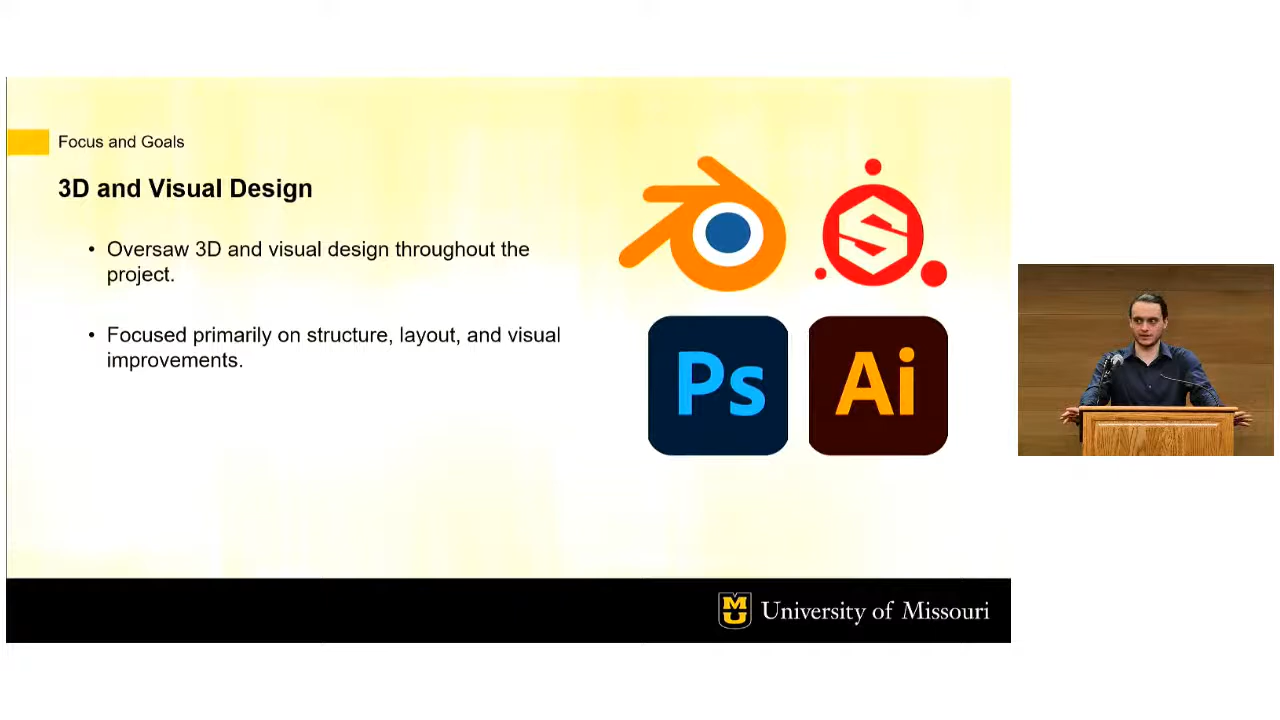 Focus and Goals
3D and Visual Design
• Oversaw 3D and visual design throughout the
project.
• Focused primarily on structure, layout, and visual
improvements.
S
Ps
Ai
MU
University of Missouri